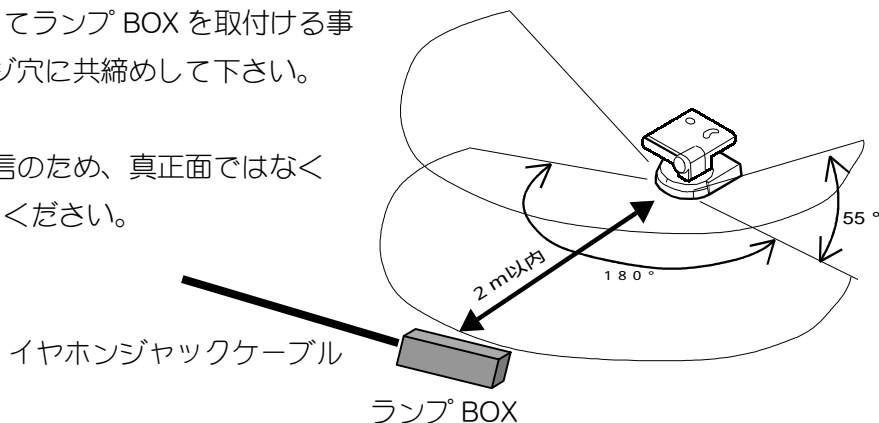 てランプ BOX を取付ける事
ジ穴に共締めして下さい。
信のため、真正面ではなく
ください。
55°
2ｍ以内
180°
イヤホンジャックケーブル
ランプ BOX